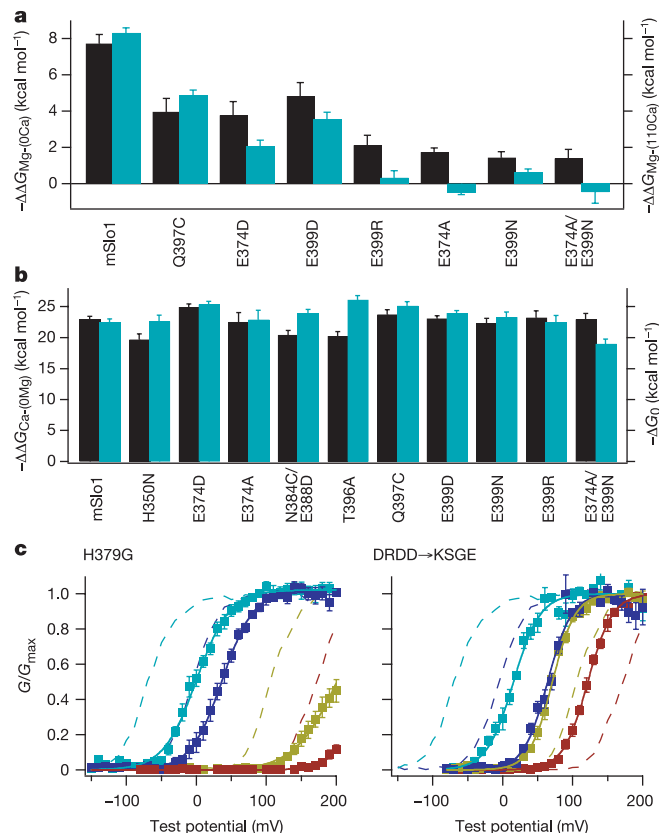 a
−ΔΔG_Mg-(0Ca) (kcal mol⁻¹)
−ΔΔG_Mg-(110Ca) (kcal mol⁻¹)
8
6
4
2
0
mSlo1
Q397C
E374D
E399D
E399R
E374A
E399N
E374A/
E399N
b
−ΔΔG_Ca-(0Mg) (kcal mol⁻¹)
−ΔG₀ (kcal mol⁻¹)
25
20
15
10
5
0
mSlo1
H350N
E374D
E374A
N384C/
E388D
T396A
Q397C
E399D
E399N
E399R
E374A/
E399N
c
H379G
DRDD→KSGE
G/G_max
1.0
0.8
0.6
0.4
0.2
0
−100 0 100 200
−100 0 100 200
Test potential (mV)
Test potential (mV)